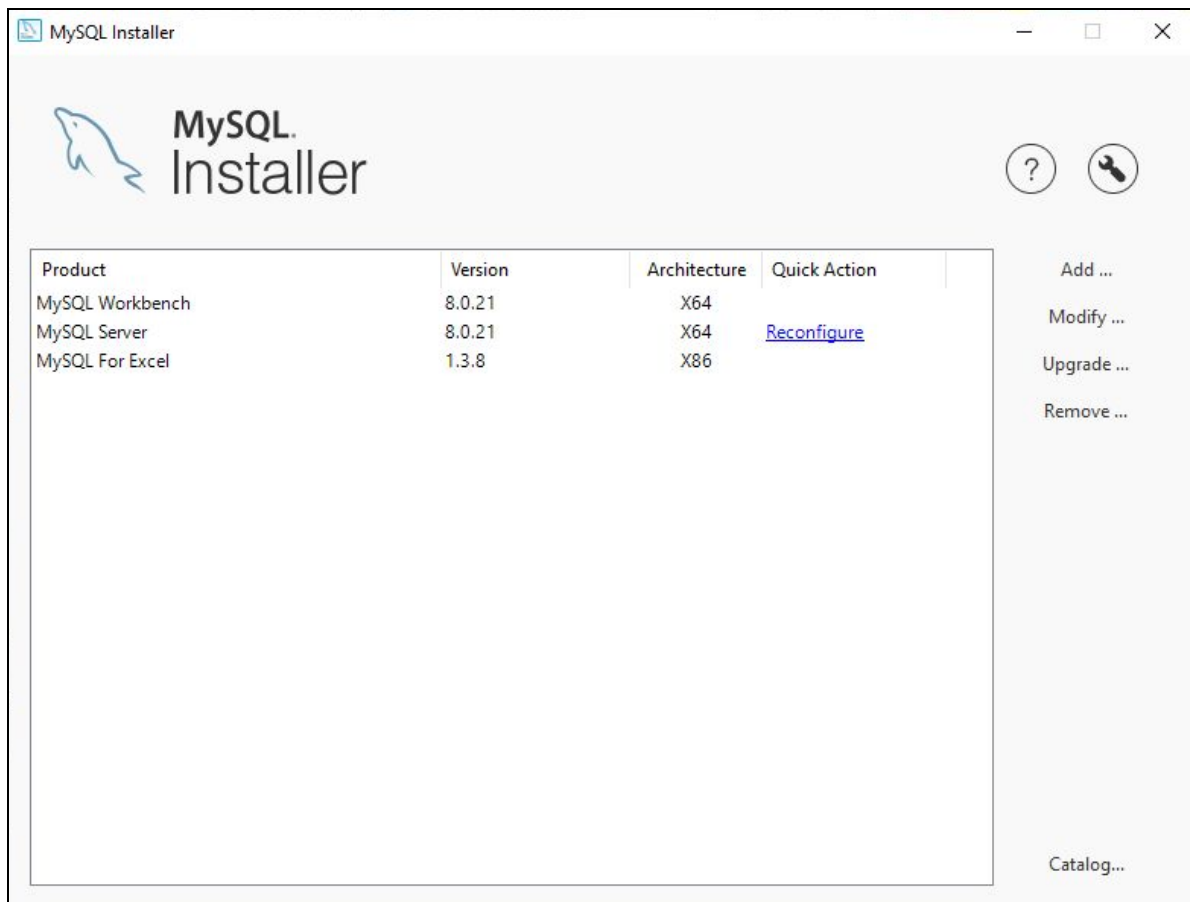 MySQL Installer
MySQL.
Installer
?
Product Version Architecture Quick Action
MySQL Workbench 8.0.21 X64
MySQL Server 8.0.21 X64 Reconfigure
MySQL For Excel 1.3.8 X86
Add ...
Modify ...
Upgrade ...
Remove ...
Catalog...